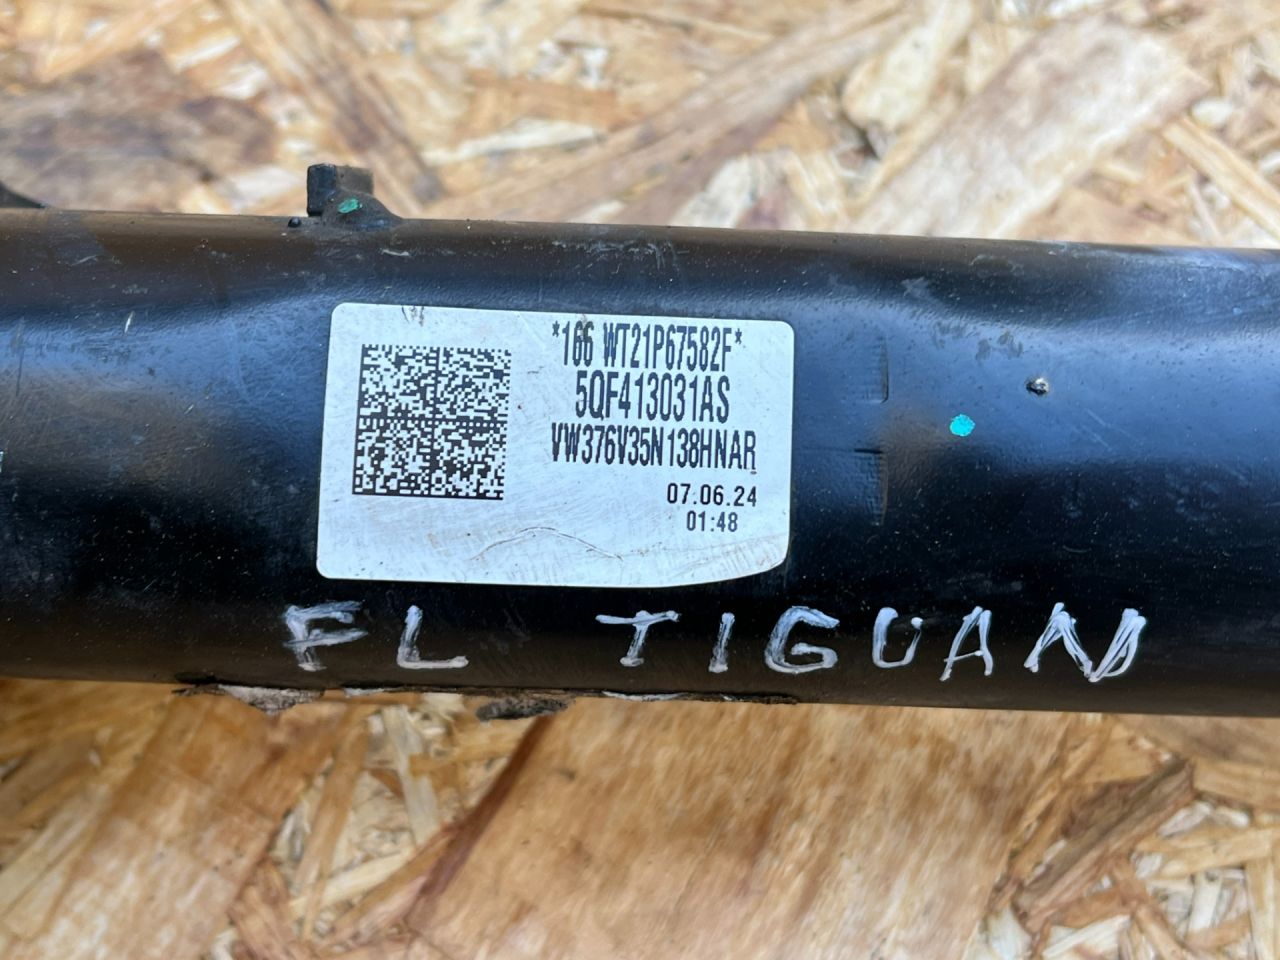 *166 WT21P67582F*
5QF413031AS
VW376V35N138HNAR
07.06.24
01:48
FL TIGUAN